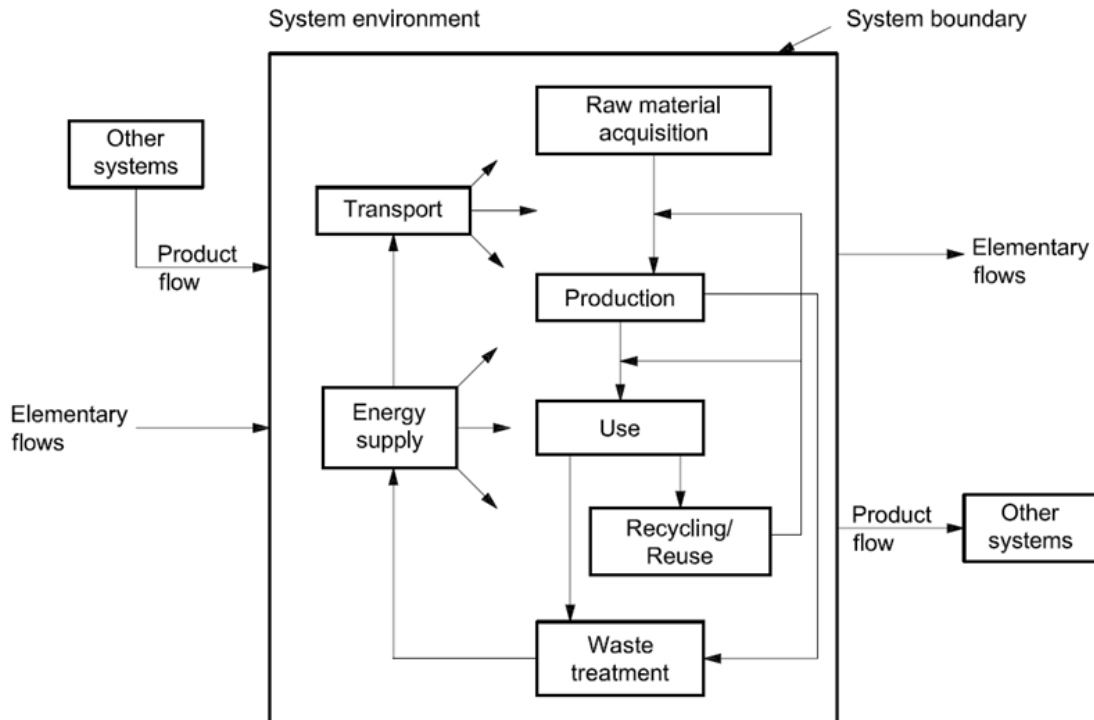 System environment
System boundary
Raw material
acquisition
Other
systems
Transport
Product
flow
Elementary
flows
Production
Elementary
flows
Energy
supply
Use
Recycling/
Reuse
Product
flow
Other
systems
Waste
treatment